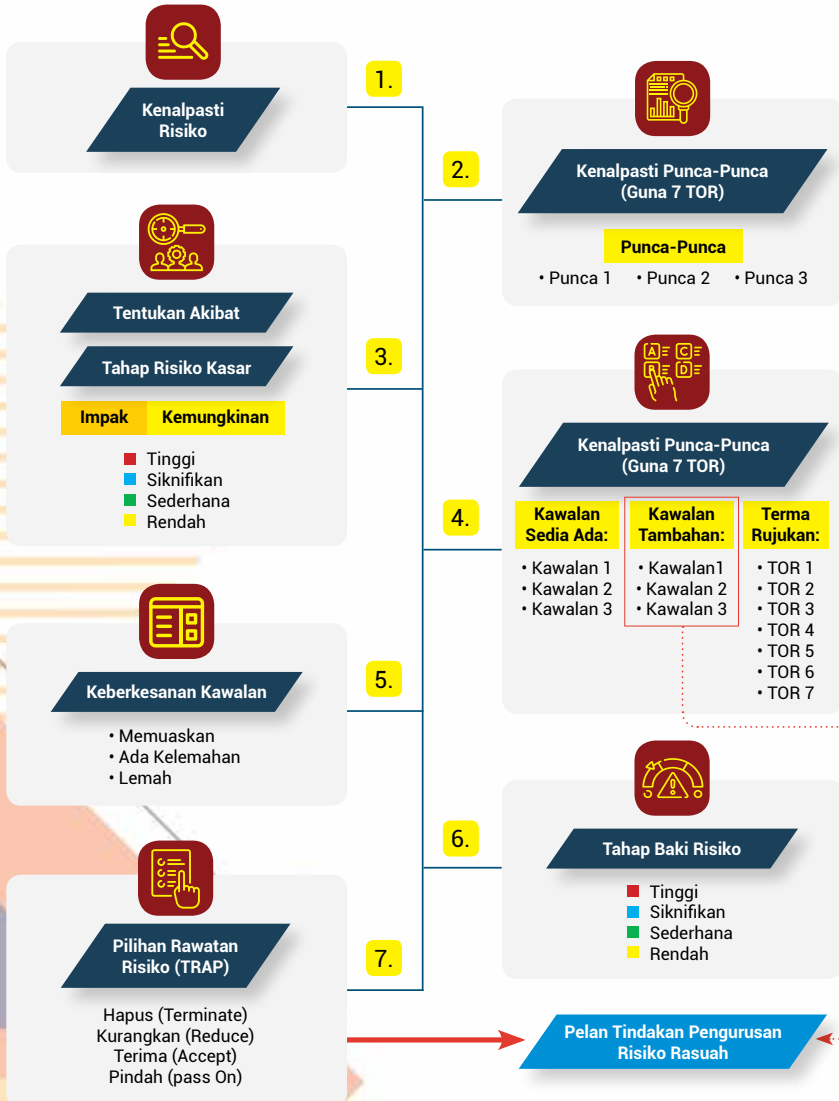 1.
Kenalpasti
Risiko
2.
Kenalpasti Punca-Punca
(Guna 7 TOR)
Punca-Punca
• Punca 1 • Punca 2 • Punca 3
3.
Tentukan Akibat
Tahap Risiko Kasar
Impak Kemungkinan
Tinggi
Siknifikan
Sederhana
Rendah
4.
Kenalpasti Punca-Punca
(Guna 7 TOR)
Kawalan
Sedia Ada:
• Kawalan 1
• Kawalan 2
• Kawalan 3
Kawalan
Tambahan:
• Kawalan1
• Kawalan 2
• Kawalan 3
Terma
Rujukan:
• TOR 1
• TOR 2
• TOR 3
• TOR 4
• TOR 5
• TOR 6
• TOR 7
5.
Keberkesanan Kawalan
• Memuaskan
• Ada Kelemahan
• Lemah
6.
Tahap Baki Risiko
Tinggi
Siknifikan
Sederhana
Rendah
7.
Pilihan Rawatan
Risiko (TRAP)
Hapus (Terminate)
Kurangkan (Reduce)
Terima (Accept)
Pindah (pass On)
Pelan Tindakan Pengurusan
Risiko Rasuah